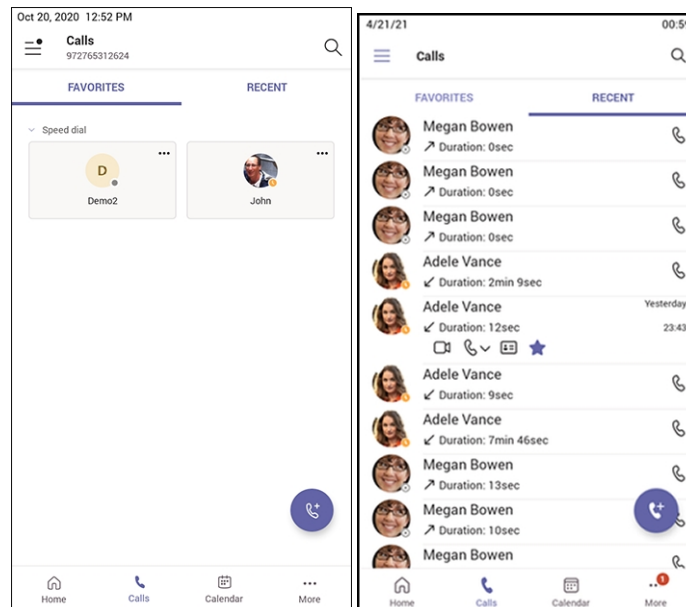 Oct 20, 2020 12:52 PM
Calls
972765312624
FAVORITES
RECENT
Speed dial
D
Demo2
John
Home
Calls
Calendar
More
4/21/21
00:59
Calls
FAVORITES
RECENT
Megan Bowen
Duration: 0sec
Megan Bowen
Duration: 0sec
Megan Bowen
Duration: 0sec
Adele Vance
Duration: 2min 9sec
Adele Vance
Yesterday
Duration: 12sec
23:43
Adele Vance
Duration: 9sec
Adele Vance
Duration: 7min 46sec
Megan Bowen
Duration: 13sec
Megan Bowen
Duration: 10sec
Megan Bowen
Home
Calls
Calendar
1
More